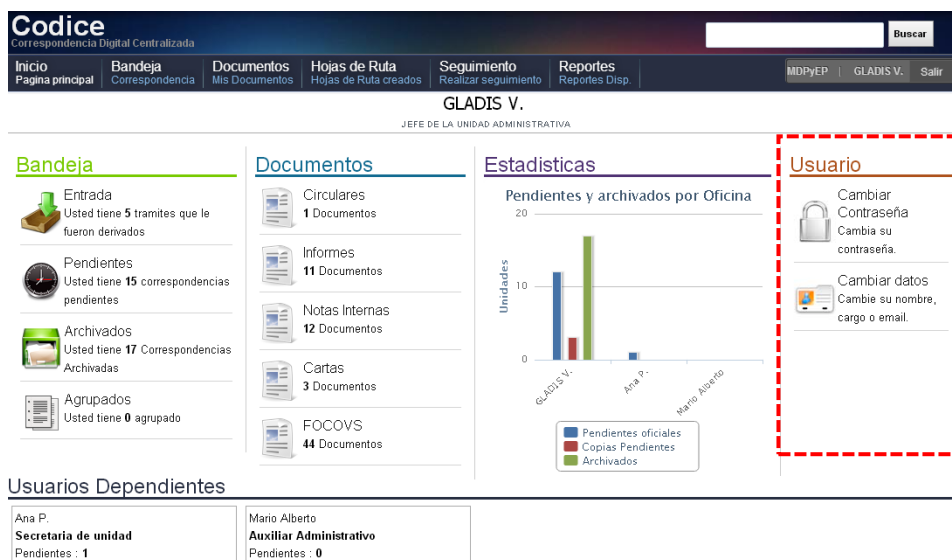 Codice
Correspondencia Digital Centralizada
Buscar
Inicio
Pagina principal
Bandeja
Correspondencia
Documentos
Mis Documentos
Hojas de Ruta
Hojas de Ruta creados
Seguimiento
Realizar seguimiento
Reportes
Reportes Disp.
MDPyEP | GLADIS V. Salir
GLADIS V.
JEFE DE LA UNIDAD ADMINISTRATIVA
Bandeja
Entrada
Usted tiene 5 tramites que le
fueron derivados
Pendientes
Usted tiene 15 correspondencias
pendientes
Archivados
Usted tiene 17 Correspondencias
Archivadas
Agrupados
Usted tiene 0 agrupado
Documentos
Circulares
1 Documentos
Informes
11 Documentos
Notas Internas
12 Documentos
Cartas
3 Documentos
FOCOVS
44 Documentos
Estadisticas
Pendientes y archivados por Oficina
Unidades
20
10
0
GLADIS V.
Ana P.
Mario Alberto
Pendientes oficiales
Copias Pendientes
Archivados
Usuario
Cambiar
Contraseña
Cambia su
contraseña.
Cambiar datos
Cambie su nombre,
cargo o email.
Usuarios Dependientes
Ana P.
Secretaria de unidad
Pendientes : 1
Mario Alberto
Auxiliar Administrativo
Pendientes : 0